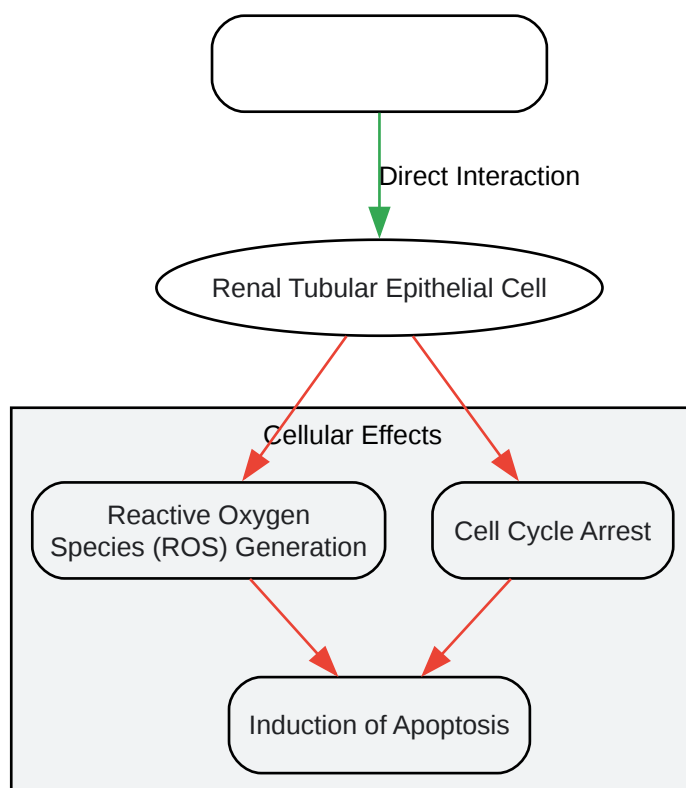 Direct Interaction
Renal Tubular Epithelial Cell
Cellular Effects
Reactive Oxygen
Species (ROS) Generation
Cell Cycle Arrest
Induction of Apoptosis